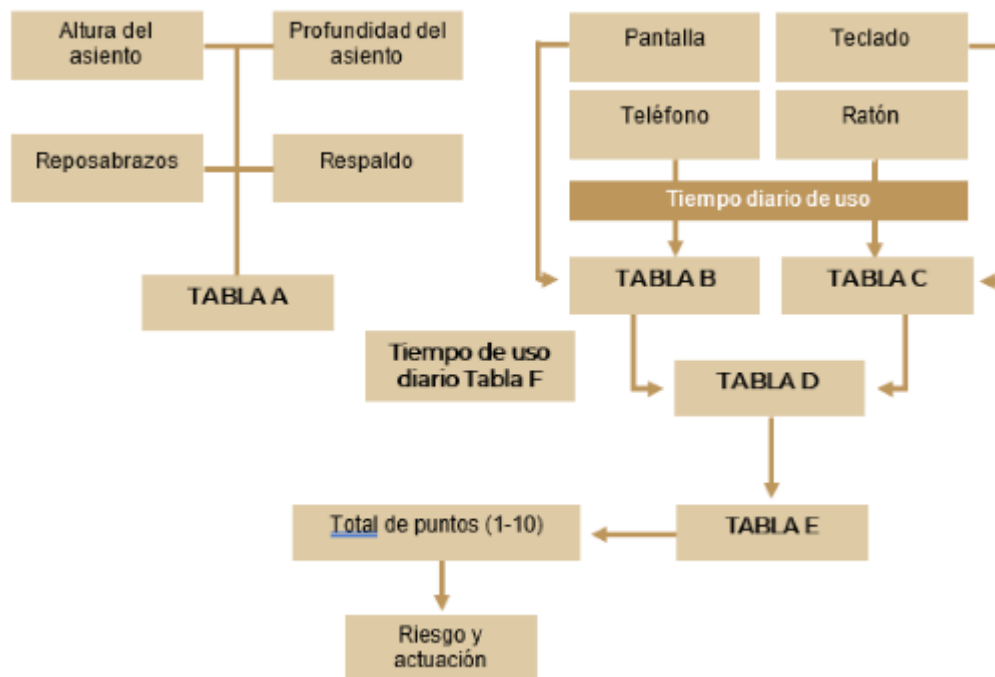 Altura del
asiento
Profundidad del
asiento
Reposabrazos
Respaldo
TABLA A
Pantalla
Teclado
Teléfono
Ratón
Tiempo diario de uso
TABLA B
TABLA C
Tiempo de uso
diario Tabla F
TABLA D
TABLA E
Total de puntos (1-10)
Riesgo y
actuación